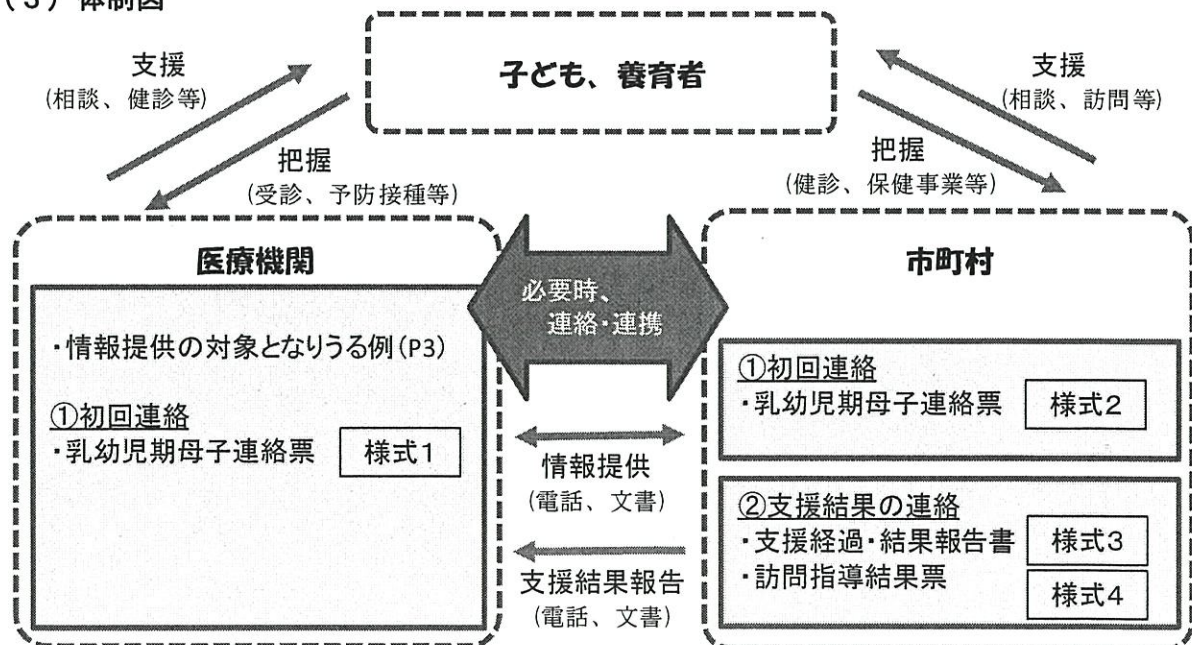 (3) 体制図
子ども、養育者
支援
(相談、健診等)
把握
(受診、予防接種等)
支援
(相談、訪問等)
把握
(健診、保健事業等)
医療機関
・情報提供の対象となりうる例(P3)
①初回連絡
・乳幼児期母子連絡票 様式1
必要時、
連絡・連携
情報提供
(電話、文書)
支援結果報告
(電話、文書)
市町村
①初回連絡
・乳幼児期母子連絡票 様式2
②支援結果の連絡
・支援経過・結果報告書 様式3
・訪問指導結果票 様式4